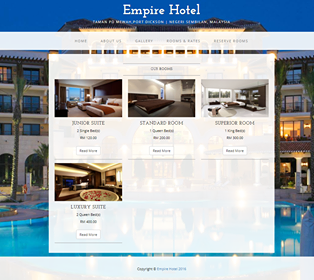 Empire Hotel
TAMAN PD MEWAH, PORT DICKSON | NEGERI SEMBILAN, MALAYSIA
HOME ABOUT US GALLERY ROOMS & RATES RESERVE ROOMS
OUR ROOMS
JUNIOR SUITE STANDARD ROOM SUPERIOR ROOM
2 Single Bed(s) 1 Queen Bed(s) 1 King Bed(s)
RM 120.00 RM 200.00 RM 300.00
Read More Read More Read More
LUXURY SUITE
2 Queen Bed(s)
RM 450.00
Read More
Copyright © Empire Hotel 2016